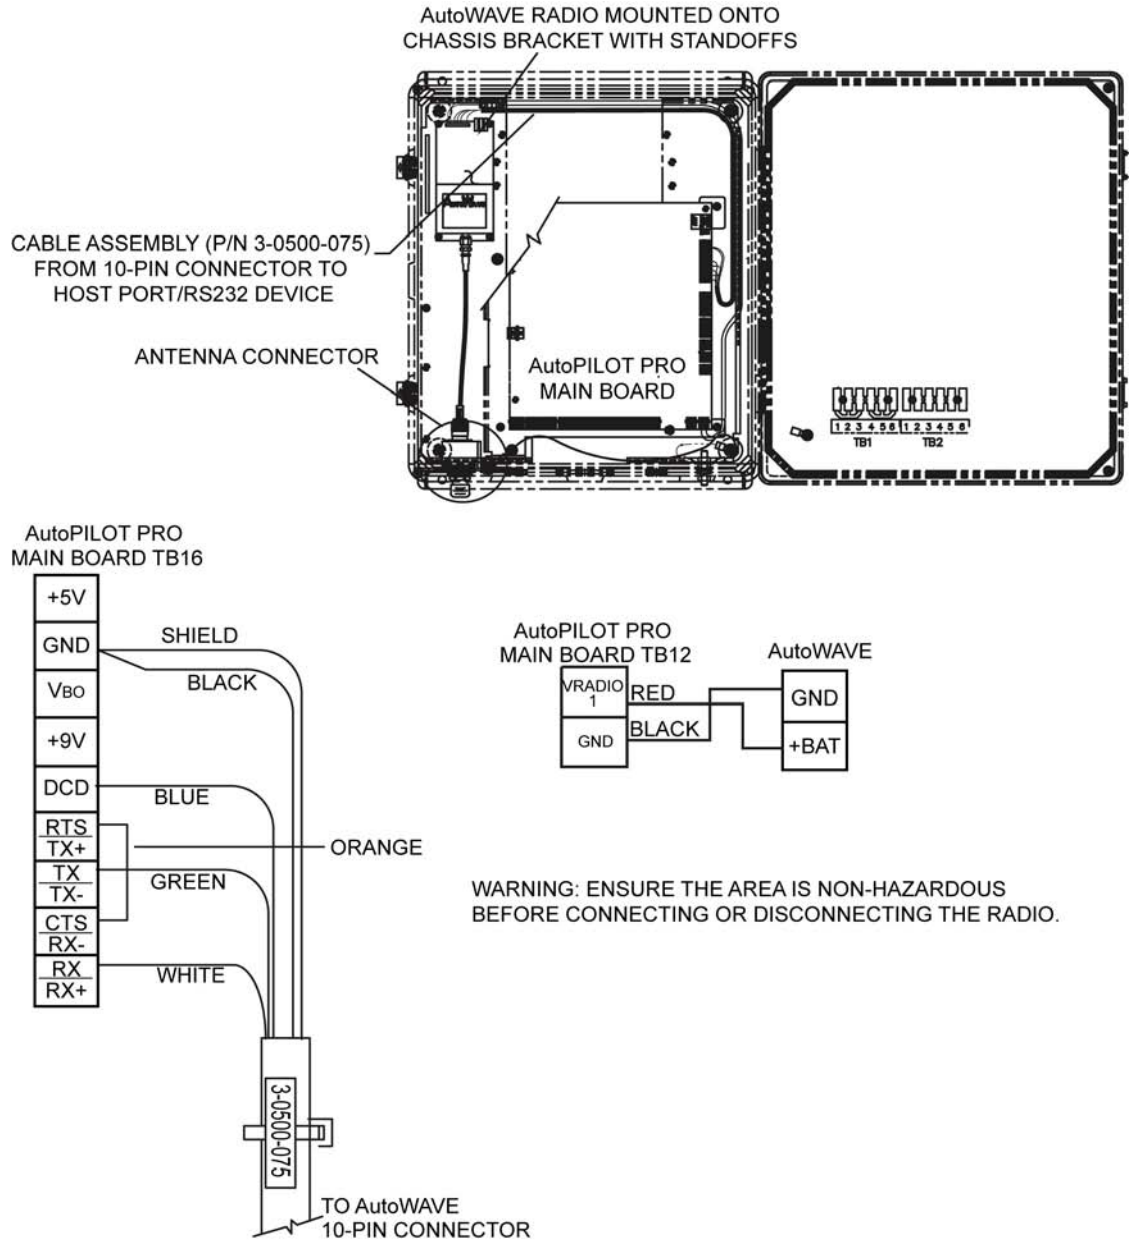 AutoWAVE RADIO MOUNTED ONTO
CHASSIS BRACKET WITH STANDOFFS
CABLE ASSEMBLY (P/N 3-0500-075)
FROM 10-PIN CONNECTOR TO
HOST PORT/RS232 DEVICE
ANTENNA CONNECTOR
AutoPILOT PRO
MAIN BOARD
1 2 3 4 5 6 1 2 3 4 5 6
TB1 TB2
AutoPILOT PRO
MAIN BOARD TB16
+5V
GND
VBO
+9V
DCD
RTS
TX+
TX
TX-
CTS
RX-
RX
RX+
SHIELD
BLACK
BLUE
ORANGE
GREEN
WHITE
3-0500-075
TO AutoWAVE
10-PIN CONNECTOR
AutoPILOT PRO
MAIN BOARD TB12
VRADIO
1
GND
RED
BLACK
AutoWAVE
GND
+BAT
WARNING: ENSURE THE AREA IS NON-HAZARDOUS
BEFORE CONNECTING OR DISCONNECTING THE RADIO.